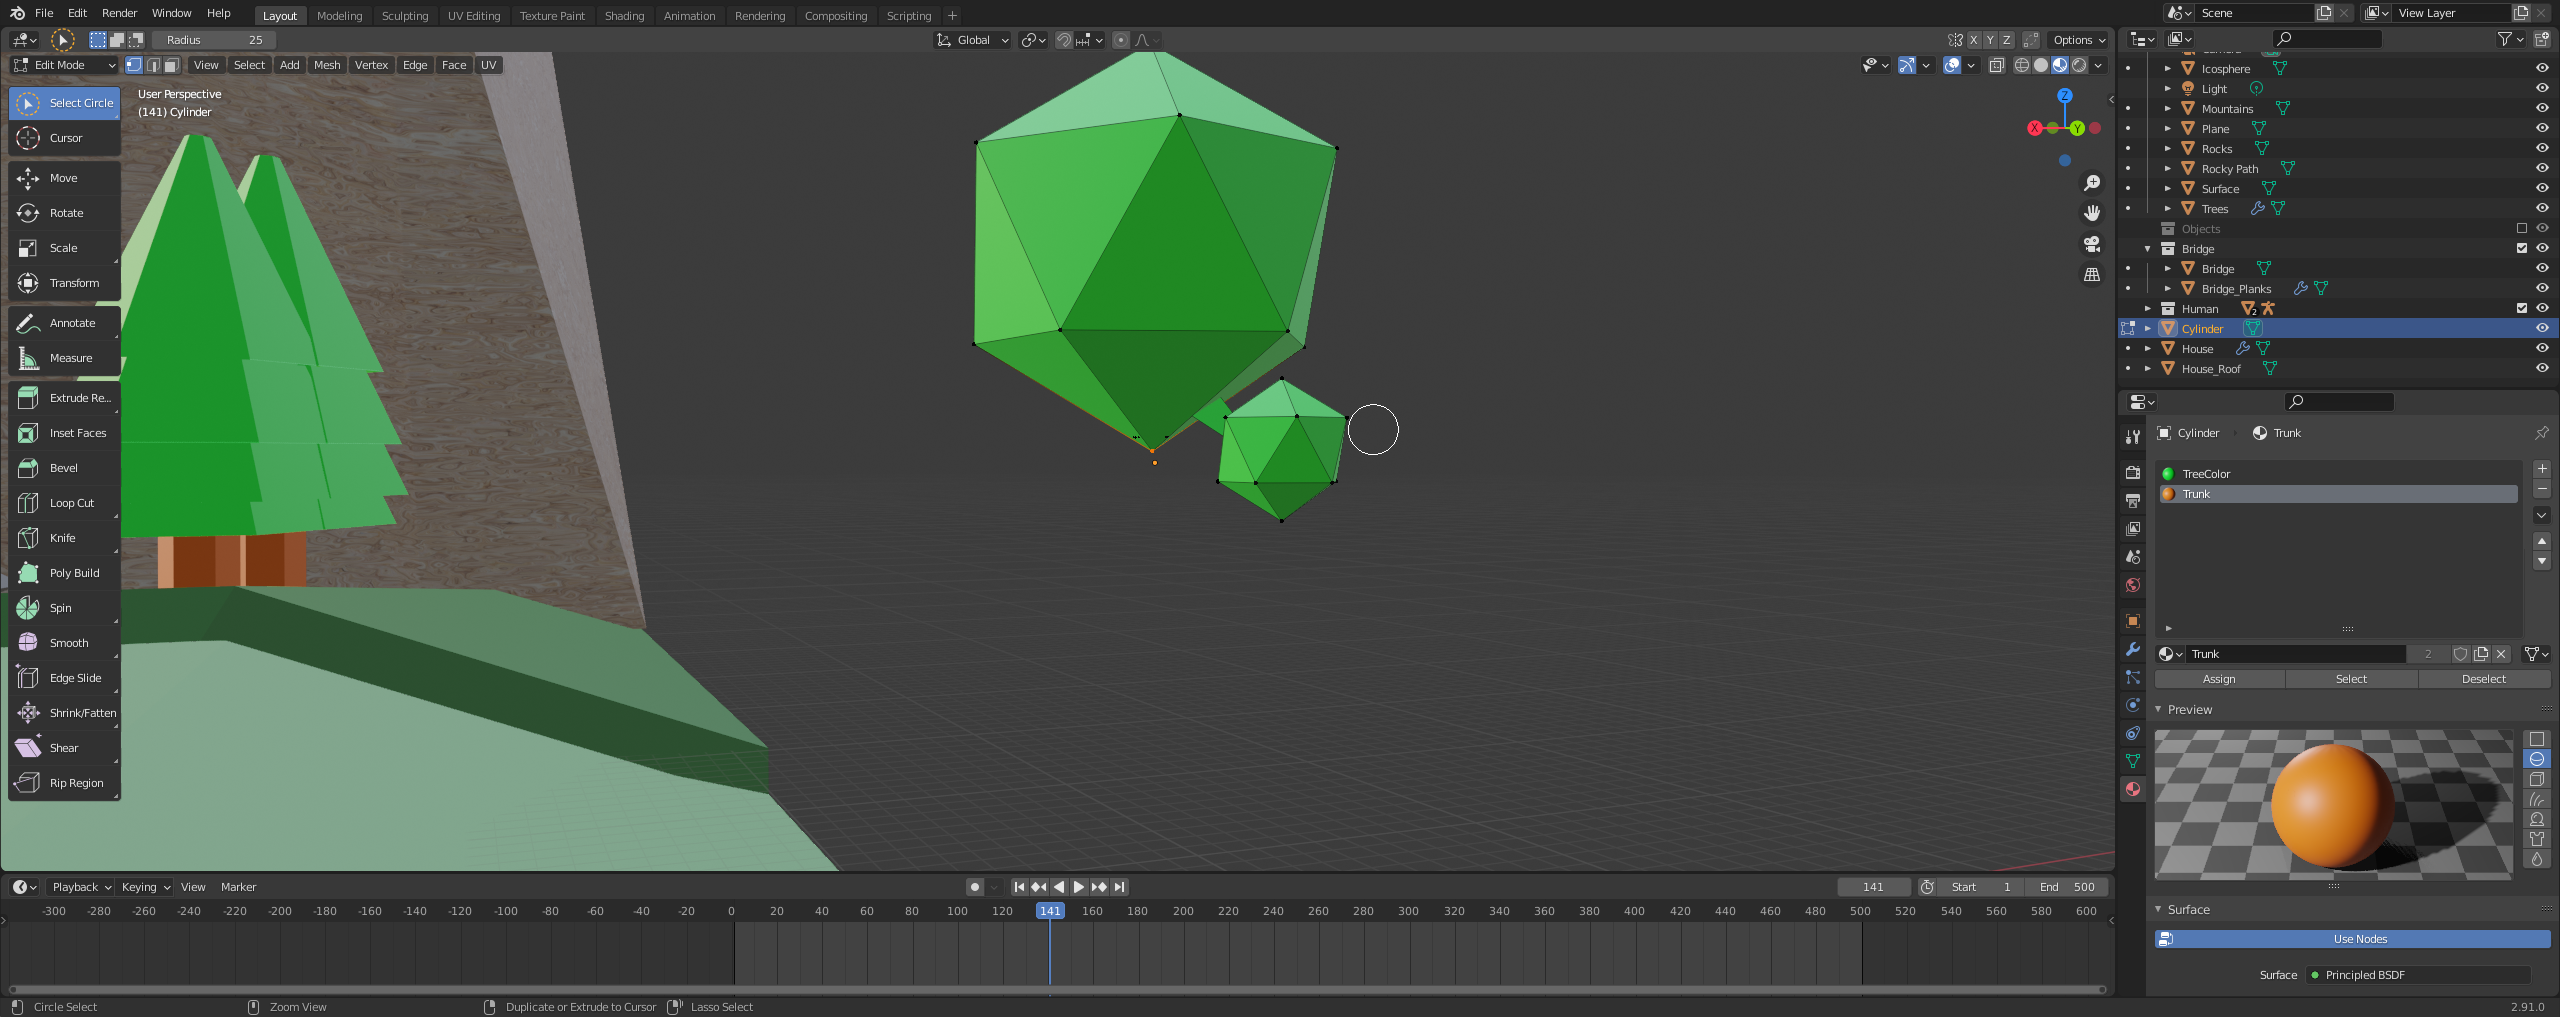 File Edit Render Window Help Layout Modeling Sculpting UV Editing Texture Paint Shading Animation Rendering Compositing Scripting + Scene View Layer
Radius 25 Global X Y Z Options
Edit Mode View Select Add Mesh Vertex Edge Face UV
User Perspective
(141) Cylinder
Select Circle
Cursor
Move
Rotate
Scale
Transform
Annotate
Measure
Extrude Re...
Inset Faces
Bevel
Loop Cut
Knife
Poly Build
Spin
Smooth
Edge Slide
Shrink/Fatten
Shear
Rip Region
Z
X Y
Icosphere
Light
Mountains
Plane
Rocks
Rocky Path
Surface
Trees
Objects
Bridge
Bridge
Bridge_Planks
Human 2
Cylinder
House
House_Roof
Cylinder Trunk
TreeColor
Trunk
Trunk 2
Assign Select Deselect
Preview
Surface
Use Nodes
Surface Principled BSDF
Playback Keying View Marker 141 Start 1 End 500
-300 -280 -260 -240 -220 -200 -180 -160 -140 -120 -100 -80 -60 -40 -20 0 20 40 60 80 100 120 141 160 180 200 220 240 260 280 300 320 340 360 380 400 420 440 460 480 500 520 540 560 580 600
Circle Select Zoom View Duplicate or Extrude to Cursor Lasso Select 2.91.0